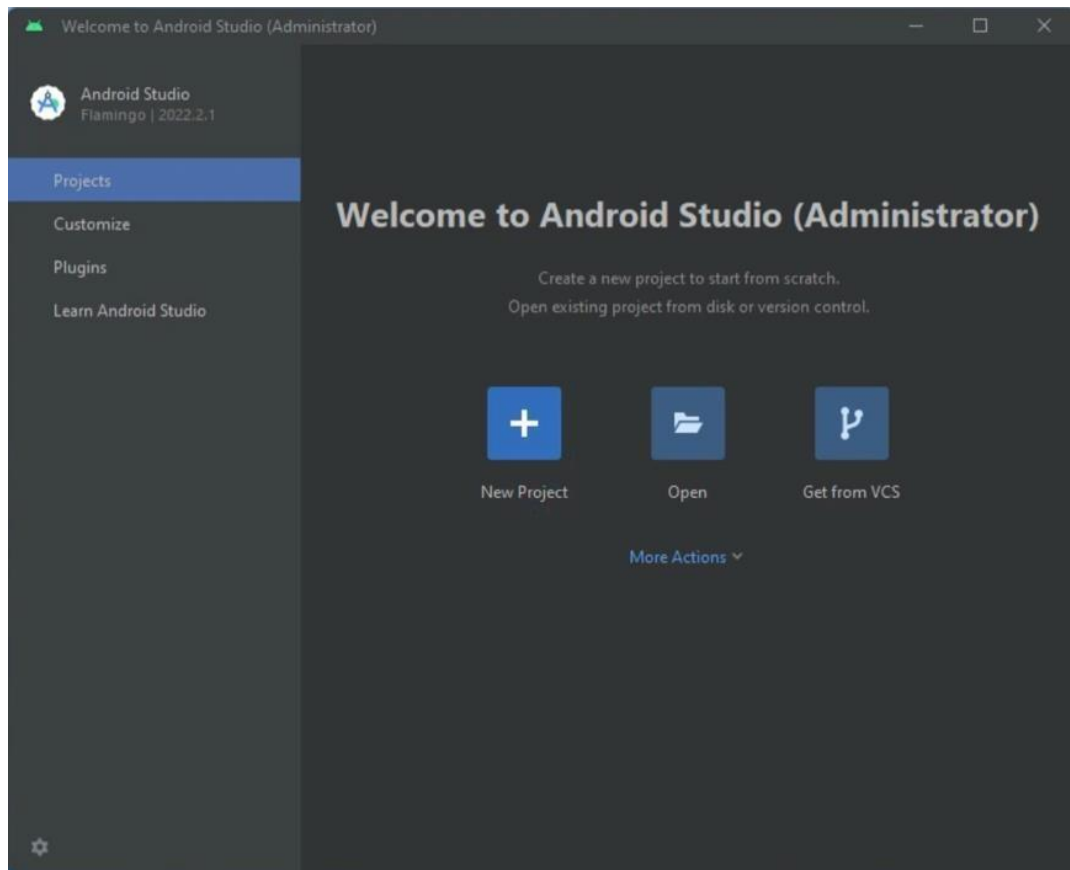 Welcome to Android Studio (Administrator)
Android Studio
Flamingo | 2022.2.1
Projects
Customize
Plugins
Learn Android Studio
Welcome to Android Studio (Administrator)
Create a new project to start from scratch.
Open existing project from disk or version control.
New Project
Open
Get from VCS
More Actions